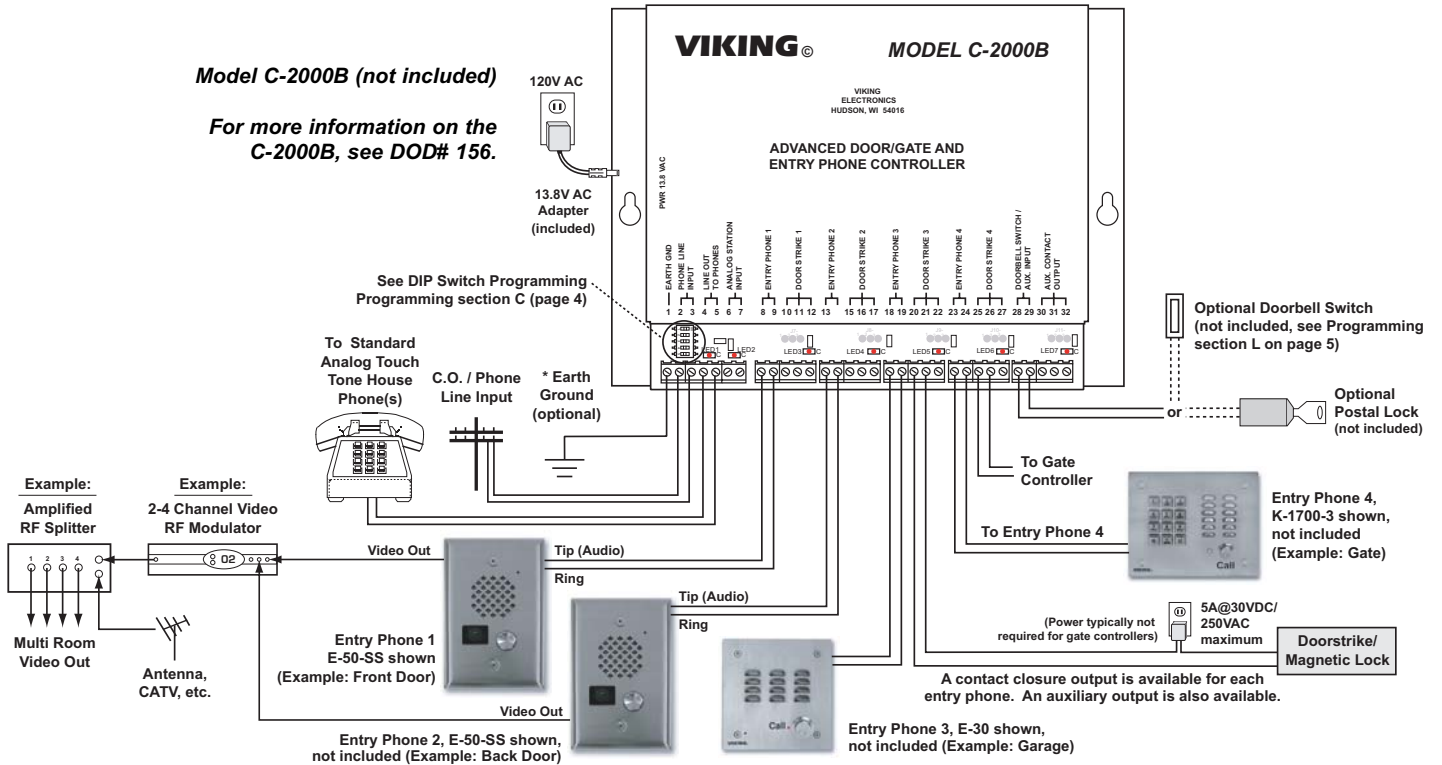 VIKING©
MODEL C-2000B
VIKING
ELECTRONICS
HUDSON, WI 54016
ADVANCED DOOR/GATE AND
ENTRY PHONE CONTROLLER
Model C-2000B (not included)
For more information on the
C-2000B, see DOD# 156.
120V AC
13.8V AC
Adapter
(included)
PWR 13.8 VAC
EARTH GND
PHONE LINE
INPUT
LINE OUT
TO PHONES
ANALOG STATION
INPUT
ENTRY PHONE 1
DOOR STRIKE 1
ENTRY PHONE 2
DOOR STRIKE 2
ENTRY PHONE 3
DOOR STRIKE 3
ENTRY PHONE 4
DOOR STRIKE 4
DOORBELL SWITCH /
AUX. INPUT
AUX. CONTACT
OUTPUT
1 2 3 4 5 6 7 8 9 10 11 12 13 15 16 17 18 19 20 21 22 23 24 25 26 27 28 29 30 31 32
LED1 C LED2 C LED3 C LED4 C LED5 C LED6 C LED7 C
See DIP Switch Programming
Programming section C (page 4)
Optional Doorbell Switch
(not included, see Programming
section L on page 5)
or
Optional
Postal Lock
(not included)
To Standard
Analog Touch
Tone House
Phone(s)
C.O. / Phone
Line Input
* Earth
Ground
(optional)
To Gate
Controller
To Entry Phone 4
Entry Phone 4,
K-1700-3 shown,
not included
(Example: Gate)
Call
VIKING
Example:
Amplified
RF Splitter
1 2 3 4
Example:
2-4 Channel Video
RF Modulator
02
Video Out
Tip (Audio)
Ring
Tip (Audio)
Ring
Multi Room
Video Out
Antenna,
CATV, etc.
Entry Phone 1
E-50-SS shown
(Example: Front Door)
Video Out
Entry Phone 2, E-50-SS shown,
not included (Example: Back Door)
Call
VIKING
Entry Phone 3, E-30 shown,
not included (Example: Garage)
(Power typically not
required for gate controllers)
5A@30VDC/
250VAC
maximum
Doorstrike/
Magnetic Lock
A contact closure output is available for each
entry phone. An auxiliary output is also available.